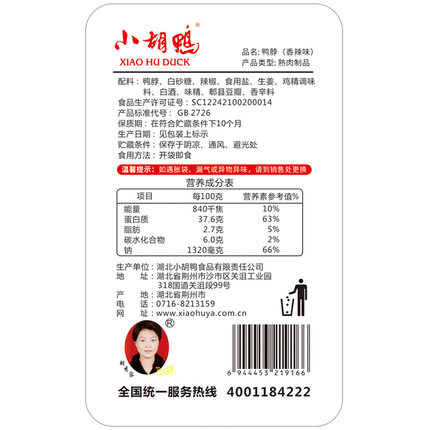 小胡鸭
XIAO HU DUCK
品名：鸭脖（香辣味）
产品类型：熟肉制品
配料：鸭脖、白砂糖、辣椒、食用盐、生姜、鸡精调味
料、白酒、味精、郫县豆瓣、香辛料
食品生产许可证号：SC12242100200014
产品标准代号：GB 2726
保质期：在符合贮藏条件下10个月
生产日期：见包装上标示
贮藏条件：保存于阴凉、通风、避光处
食用方法：开袋即食
温馨提示：如遇胀袋、漏气或异物异味，请到销售处更换
营养成分表
项目 每100克 营养素参考值%
能量 840千焦 10%
蛋白质 37.6克 63%
脂肪 2.7克 5%
碳水化合物 6.0克 2%
钠 1320毫克 66%
生产单位：湖北小胡鸭食品有限责任公司
地址：湖北省荆州市沙市区关沮工业园
318国道关沮段99号
产地：湖北省荆州市
电话：0716-8213159
网址：www.xiaohuya.com.cn
®
6 944453 219166
全国统一服务热线 4001184222